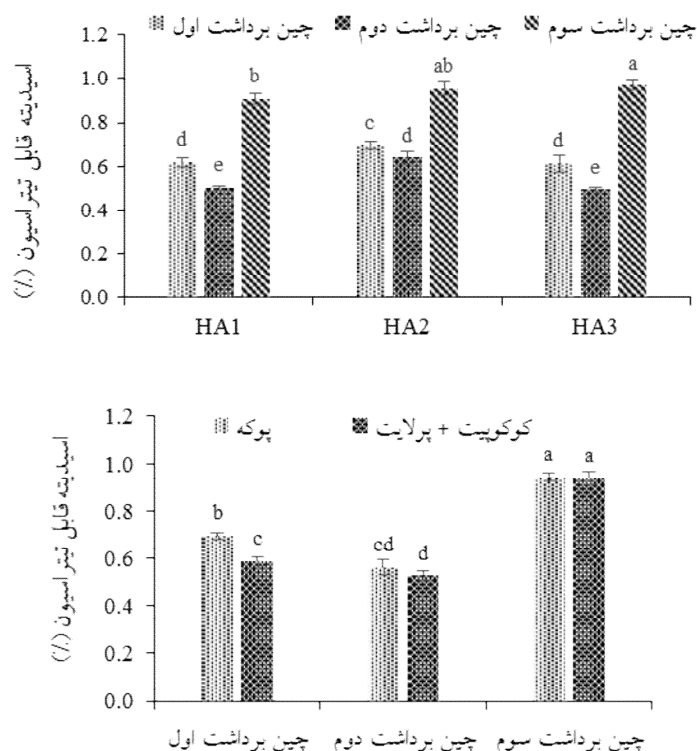 چین برداشت اول چین برداشت دوم چین برداشت سوم
اسیدیته قابل تیتراسیون (٪)
1.2
1.0
0.8
0.6
0.4
0.2
0.0
d e b
c d ab
d e a
HA1 HA2 HA3
پوکه کوکوپیت + پرلایت
اسیدیته قابل تیتراسیون (٪)
1.2
1.0
0.8
0.6
0.4
0.2
0.0
b c
cd d
a a
چین برداشت اول چین برداشت دوم چین برداشت سوم